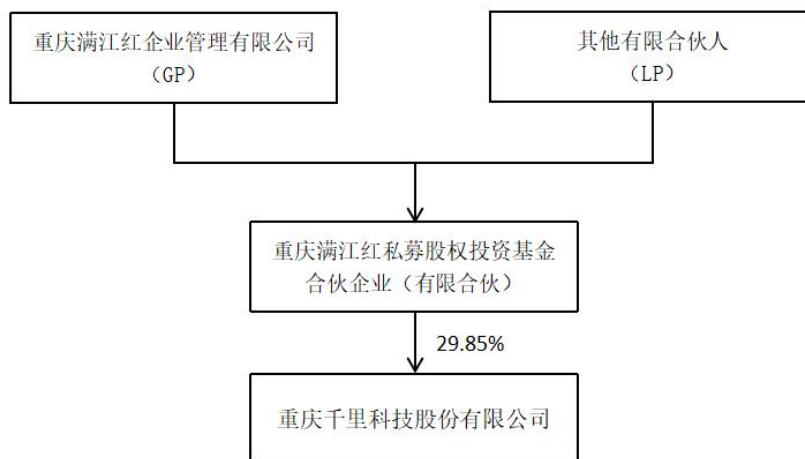 重庆满江红企业管理有限公司
（GP）
其他有限合伙人
（LP）
重庆满江红私募股权投资基金
合伙企业（有限合伙）
29.85%
重庆千里科技股份有限公司